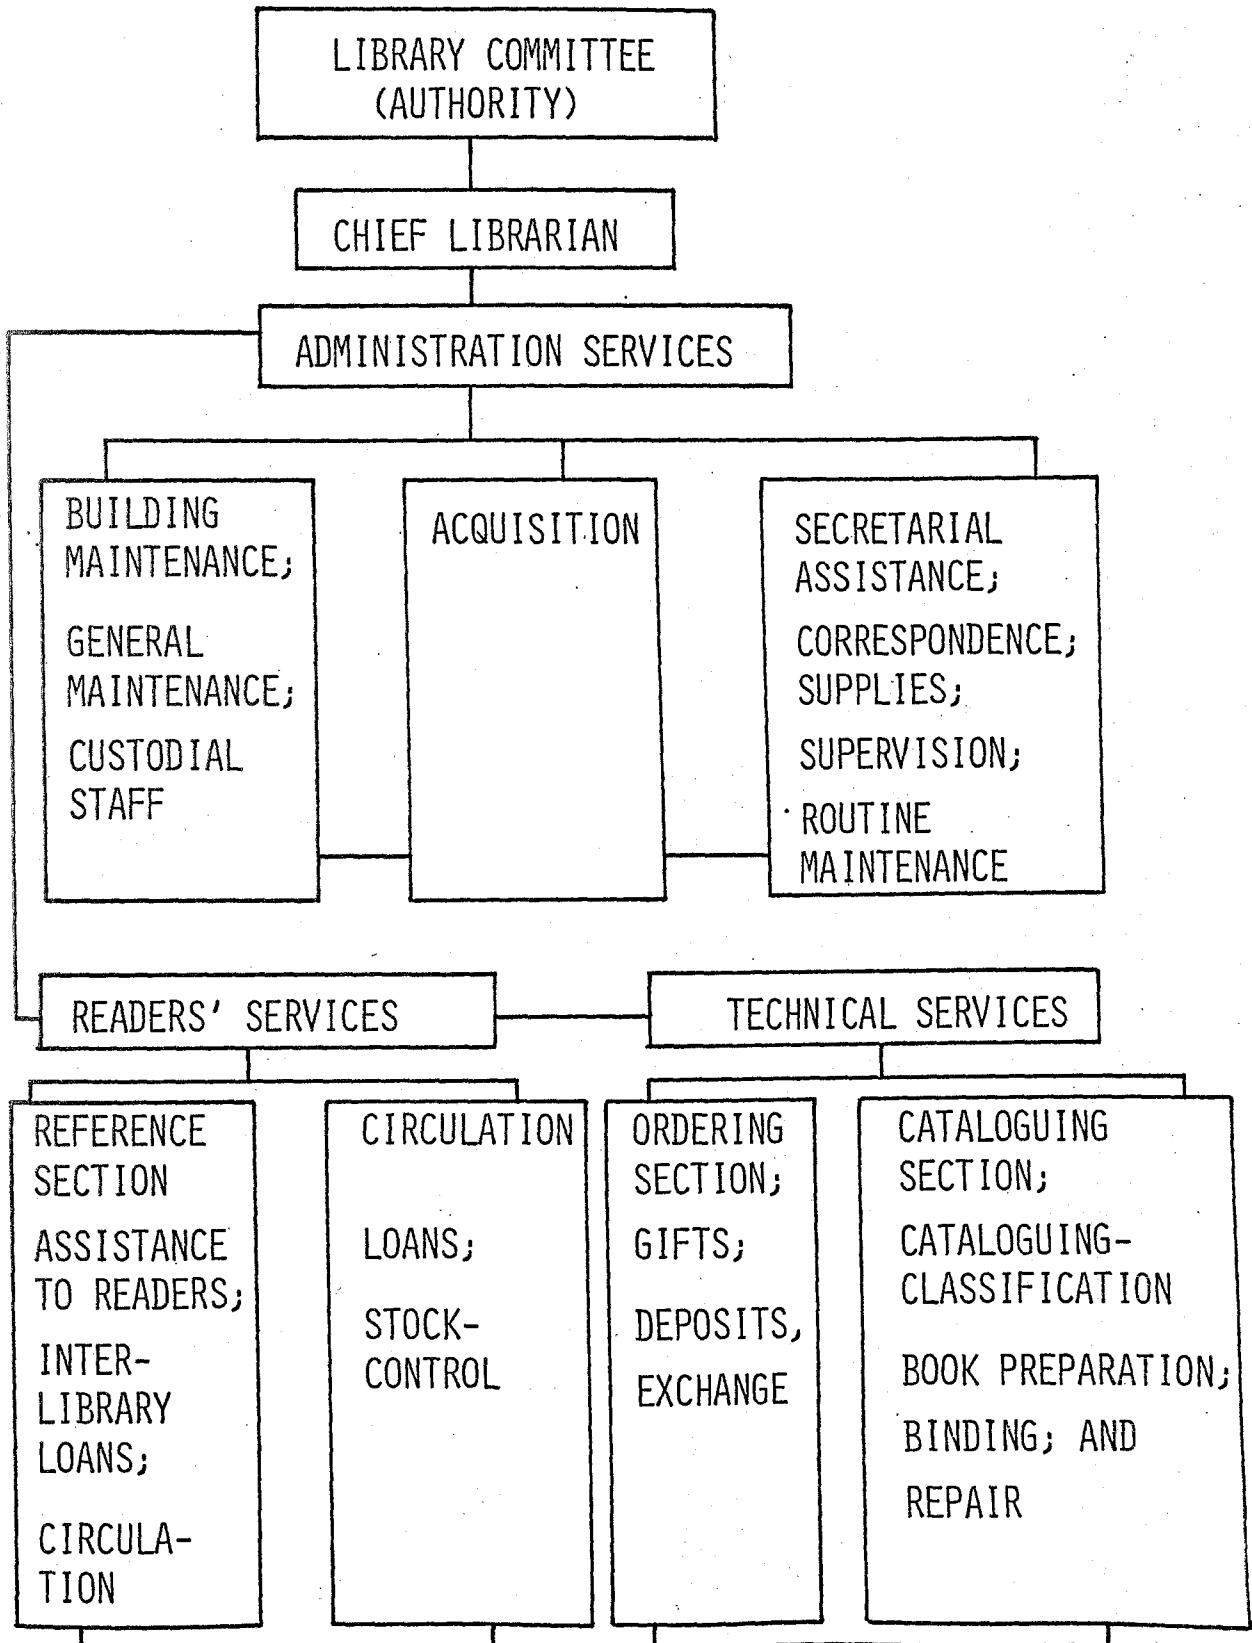 LIBRARY COMMITTEE
(AUTHORITY)
CHIEF LIBRARIAN
ADMINISTRATION SERVICES
BUILDING
MAINTENANCE;
GENERAL
MAINTENANCE;
CUSTODIAL
STAFF
ACQUISITION
SECRETARIAL
ASSISTANCE;
CORRESPONDENCE;
SUPPLIES;
SUPERVISION;
ROUTINE
MAINTENANCE
READERS' SERVICES
TECHNICAL SERVICES
REFERENCE
SECTION
ASSISTANCE
TO READERS;
INTER-
LIBRARY
LOANS;
CIRCULA-
TION
CIRCULATION
LOANS;
STOCK-
CONTROL
ORDERING
SECTION;
GIFTS;
DEPOSITS,
EXCHANGE
CATALOGUING
SECTION;
CATALOGUING-
CLASSIFICATION
BOOK PREPARATION;
BINDING; AND
REPAIR